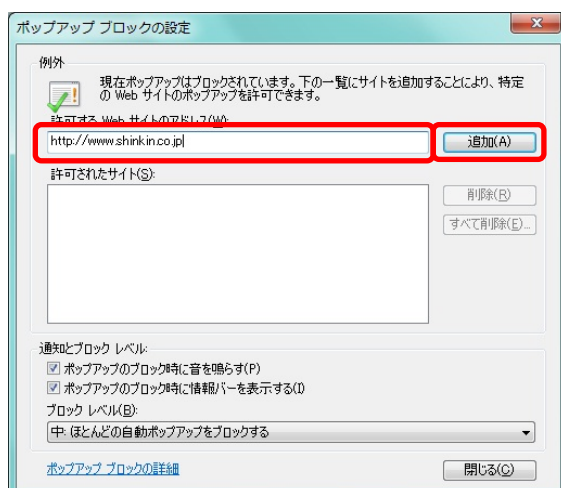 ポップアップ ブロックの設定
例外
現在ポップアップはブロックされています。下の一覧にサイトを追加することにより、特定
の Web サイトのポップアップを許可できます。
許可する Web サイトのアドレス(W):
http://www.shinkin.co.jp
追加(A)
許可されたサイト(S):
削除(R)
すべて削除(E)...
通知とブロック レベル:
ポップアップのブロック時に音を鳴らす(P)
ポップアップのブロック時に情報バーを表示する(I)
ブロック レベル(B):
中: ほとんどの自動ポップアップをブロックする
ポップアップ ブロックの詳細
閉じる(C)